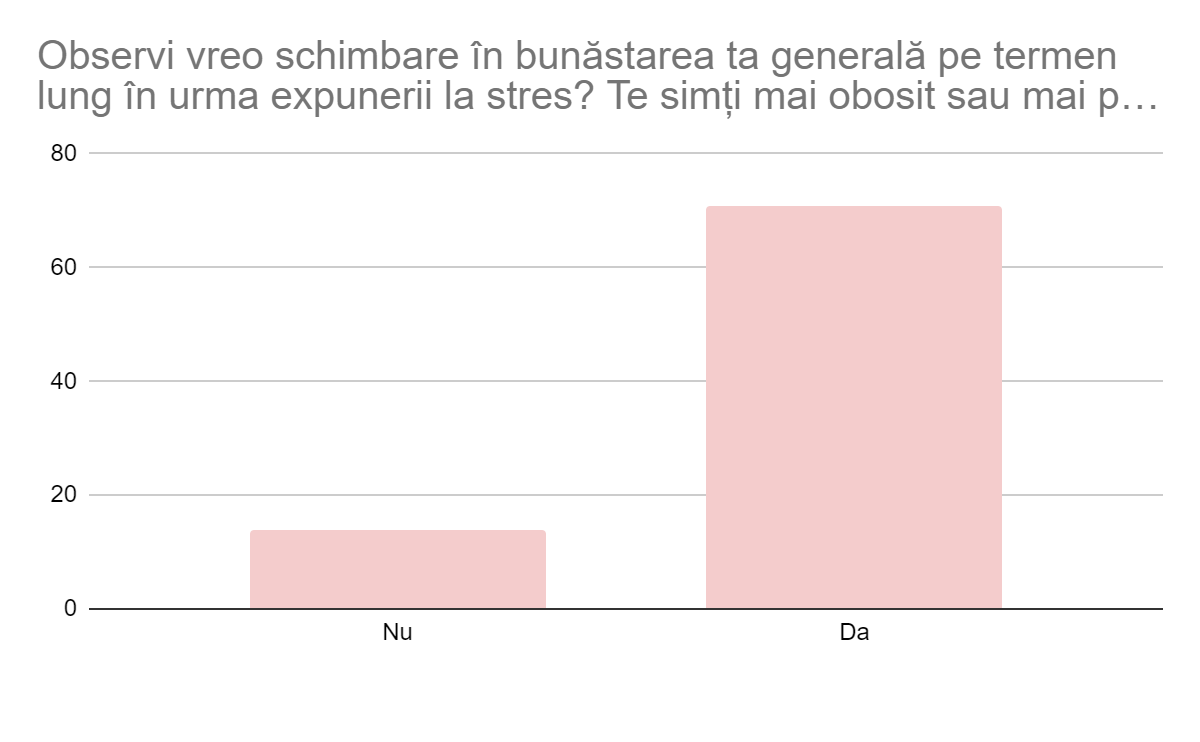 Observi vreo schimbare în bunăstarea ta generală pe termen
lung în urma expunerii la stres? Te simți mai obosit sau mai p…
80
60
40
20
0
Nu
Da